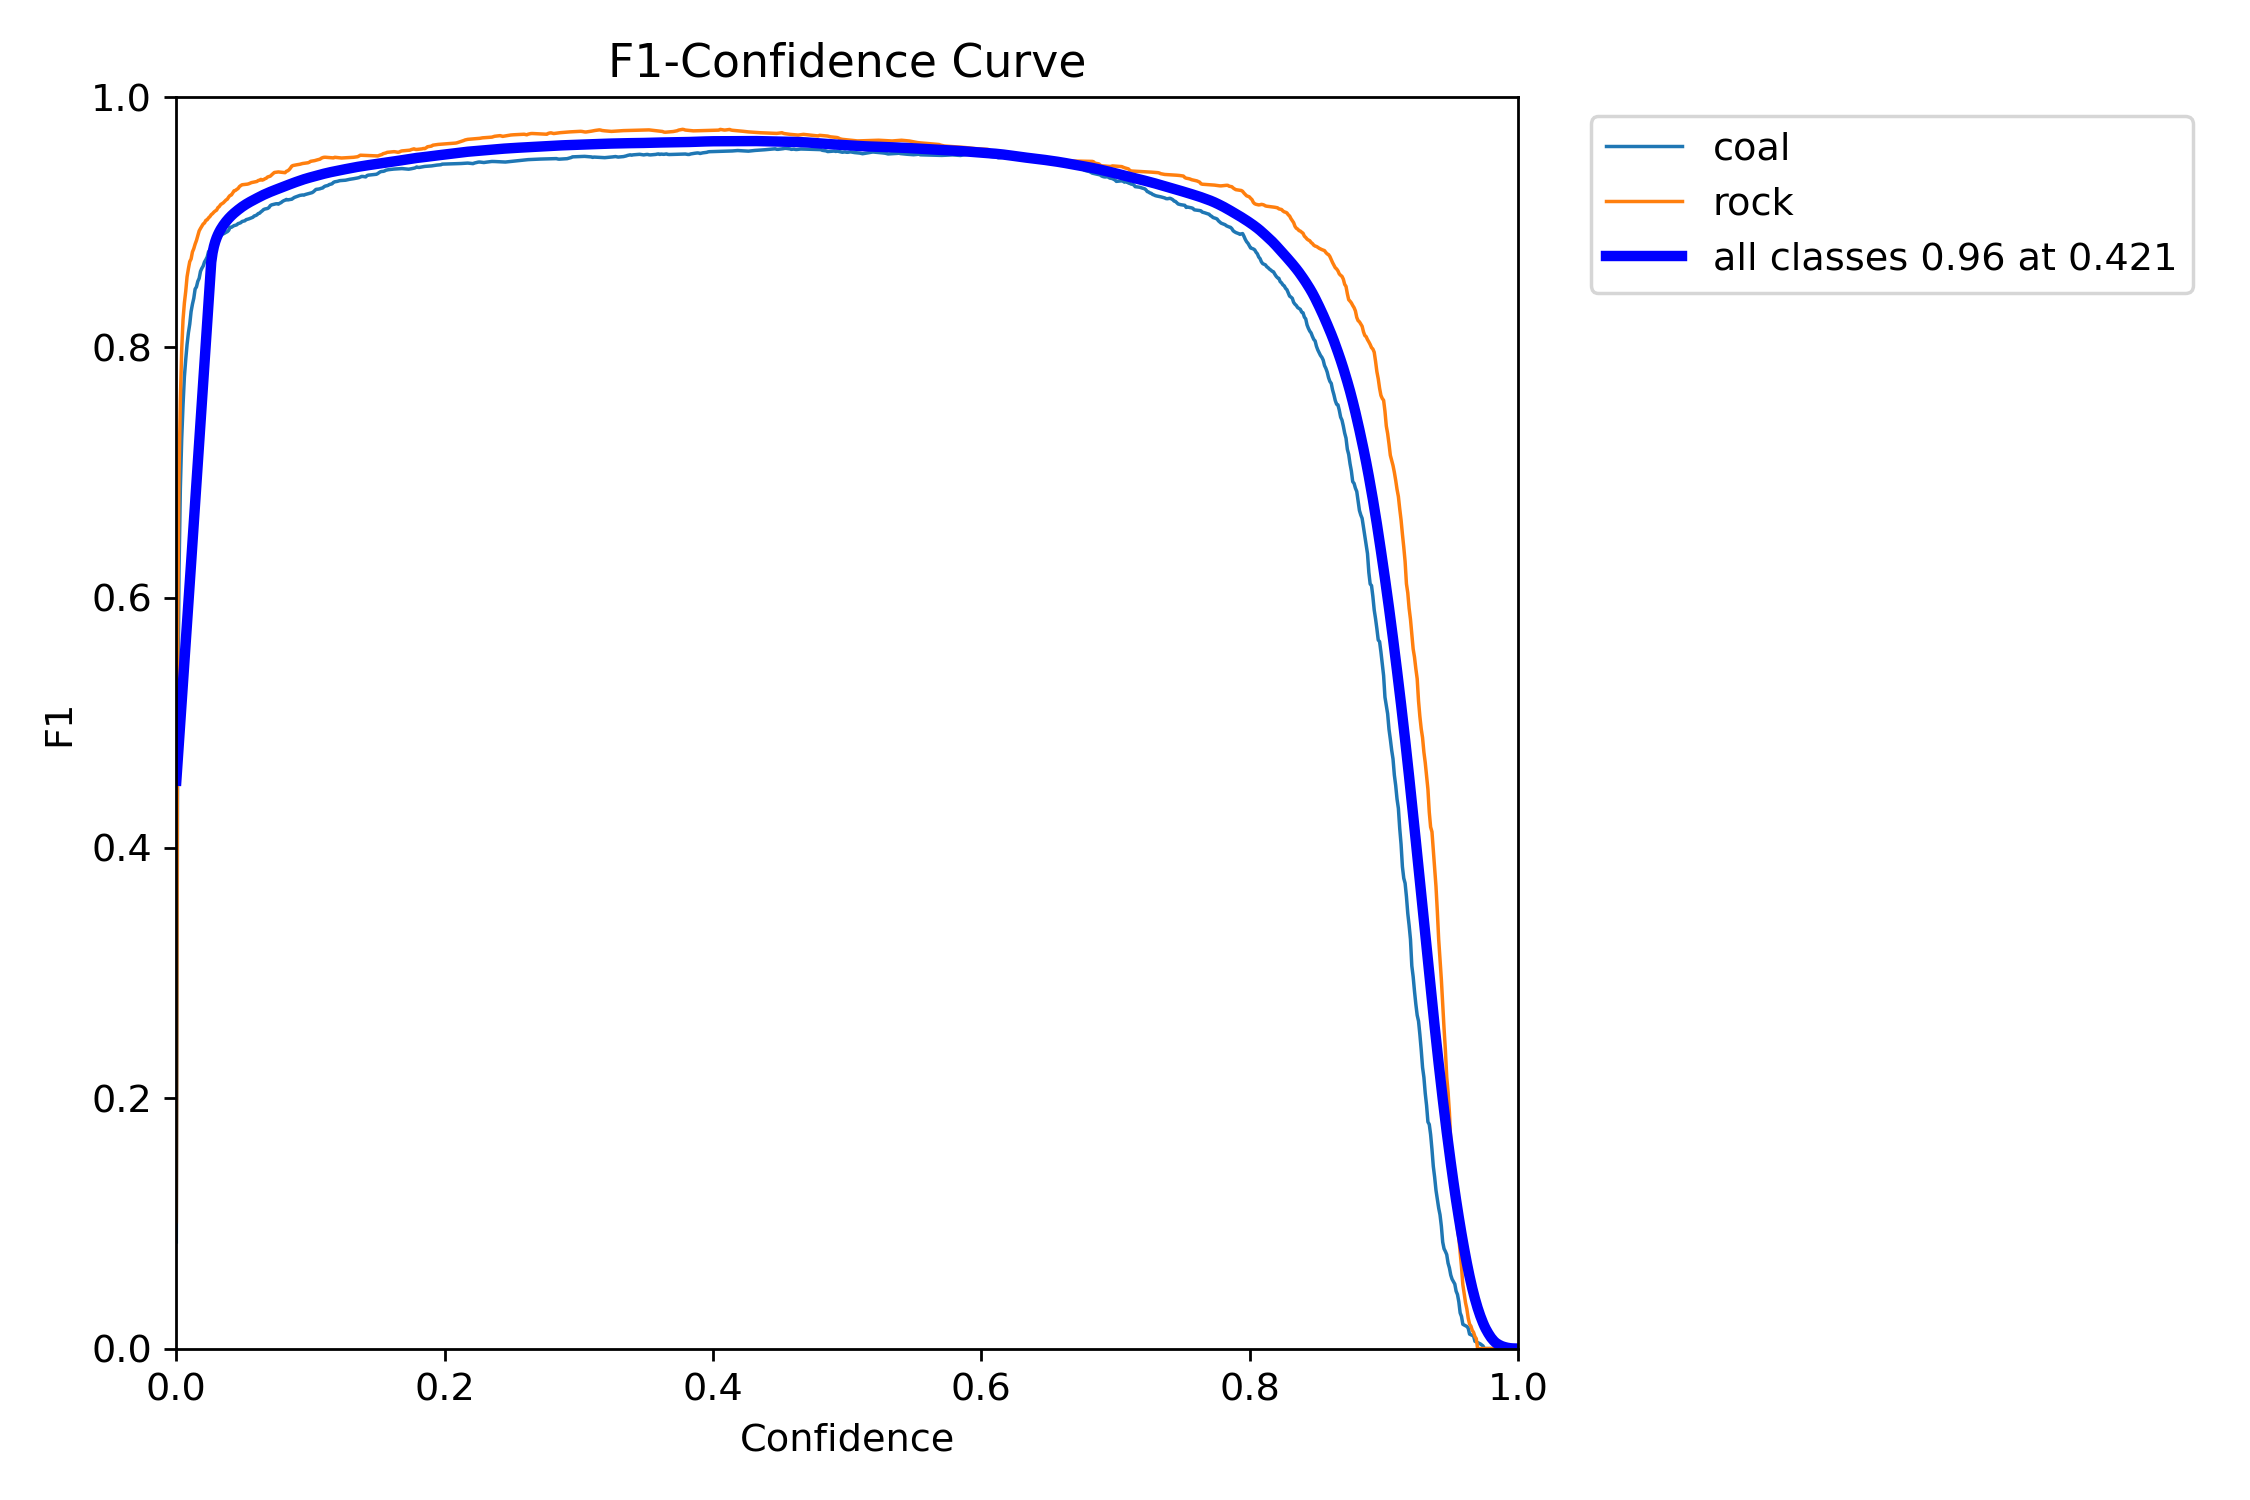 F1-Confidence Curve
coal
rock
all classes 0.96 at 0.421
F1
1.0
0.8
0.6
0.4
0.2
0.0
0.0 0.2 0.4 0.6 0.8 1.0
Confidence